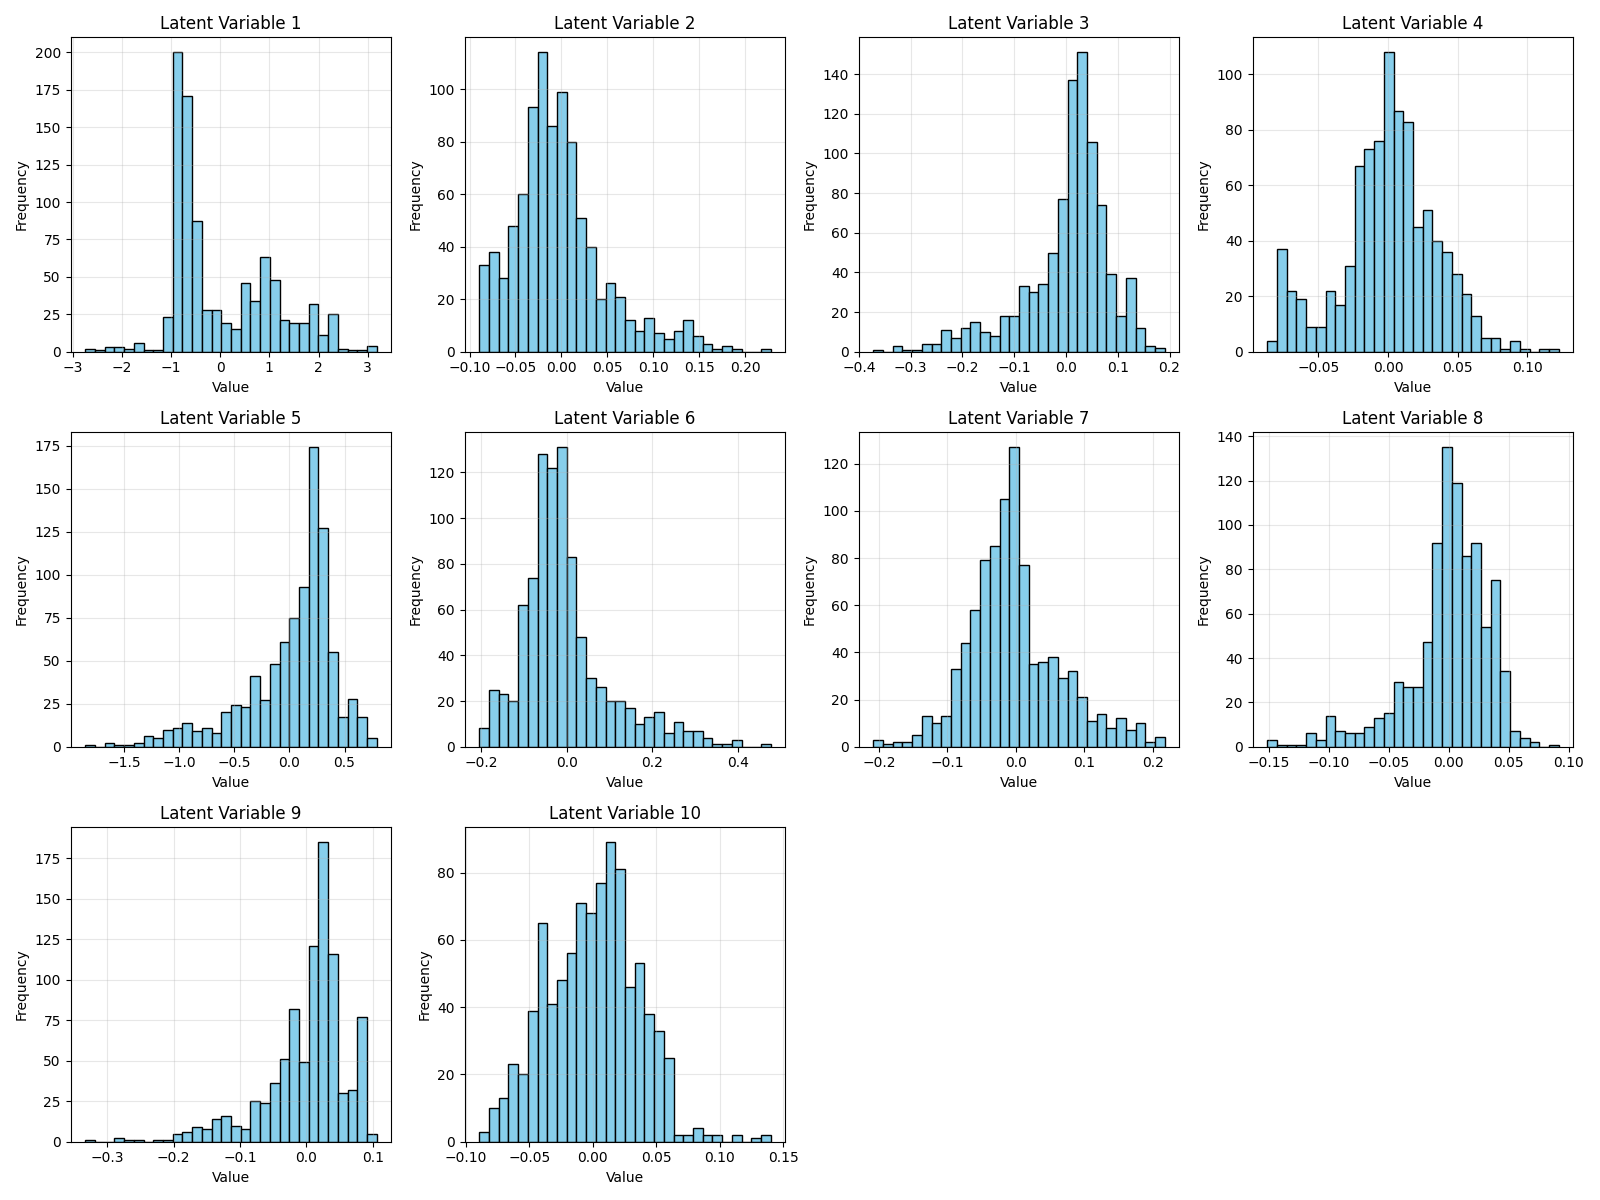 Latent Variable 1
Latent Variable 2
Latent Variable 3
Latent Variable 4
Frequency
200
175
150
125
100
75
50
25
0
−3 −2 −1 0 1 2 3
Value
Frequency
100
80
60
40
20
0
−0.10 −0.05 0.00 0.05 0.10 0.15 0.20
Value
Frequency
140
120
100
80
60
40
20
0
−0.4 −0.3 −0.2 −0.1 0.0 0.1 0.2
Value
Frequency
100
80
60
40
20
0
−0.05 0.00 0.05 0.10
Value
Latent Variable 5
Latent Variable 6
Latent Variable 7
Latent Variable 8
Frequency
175
150
125
100
75
50
25
0
−1.5 −1.0 −0.5 0.0 0.5
Value
Frequency
120
100
80
60
40
20
0
−0.2 0.0 0.2 0.4
Value
Frequency
120
100
80
60
40
20
0
−0.2 −0.1 0.0 0.1 0.2
Value
Frequency
140
120
100
80
60
40
20
0
−0.15 −0.10 −0.05 0.00 0.05 0.10
Value
Latent Variable 9
Latent Variable 10
Frequency
175
150
125
100
75
50
25
0
−0.3 −0.2 −0.1 0.0 0.1
Value
Frequency
80
60
40
20
0
−0.10 −0.05 0.00 0.05 0.10 0.15
Value